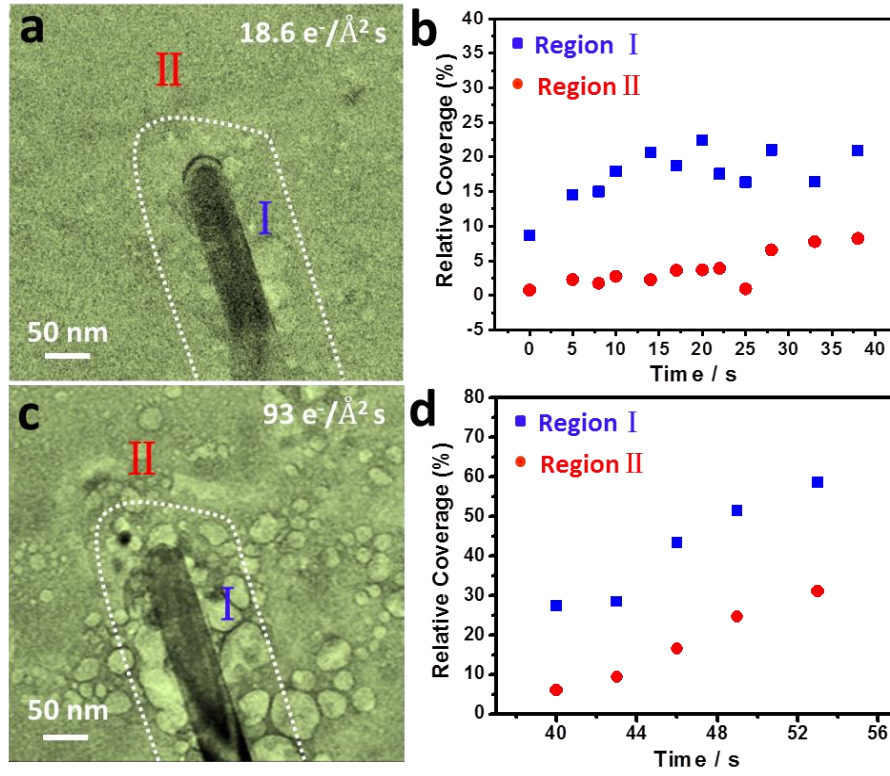 a
18.6 e⁻/Å² s
II
I
50 nm
b
Region I
Region II
Relative Coverage (%)
40
35
30
25
20
15
10
5
0
-5
0 5 10 15 20 25 30 35 40
Time / s
c
93 e⁻/Å² s
II
I
50 nm
d
Region I
Region II
Relative Coverage (%)
80
70
60
50
40
30
20
10
0
40 44 48 52 56
Time / s